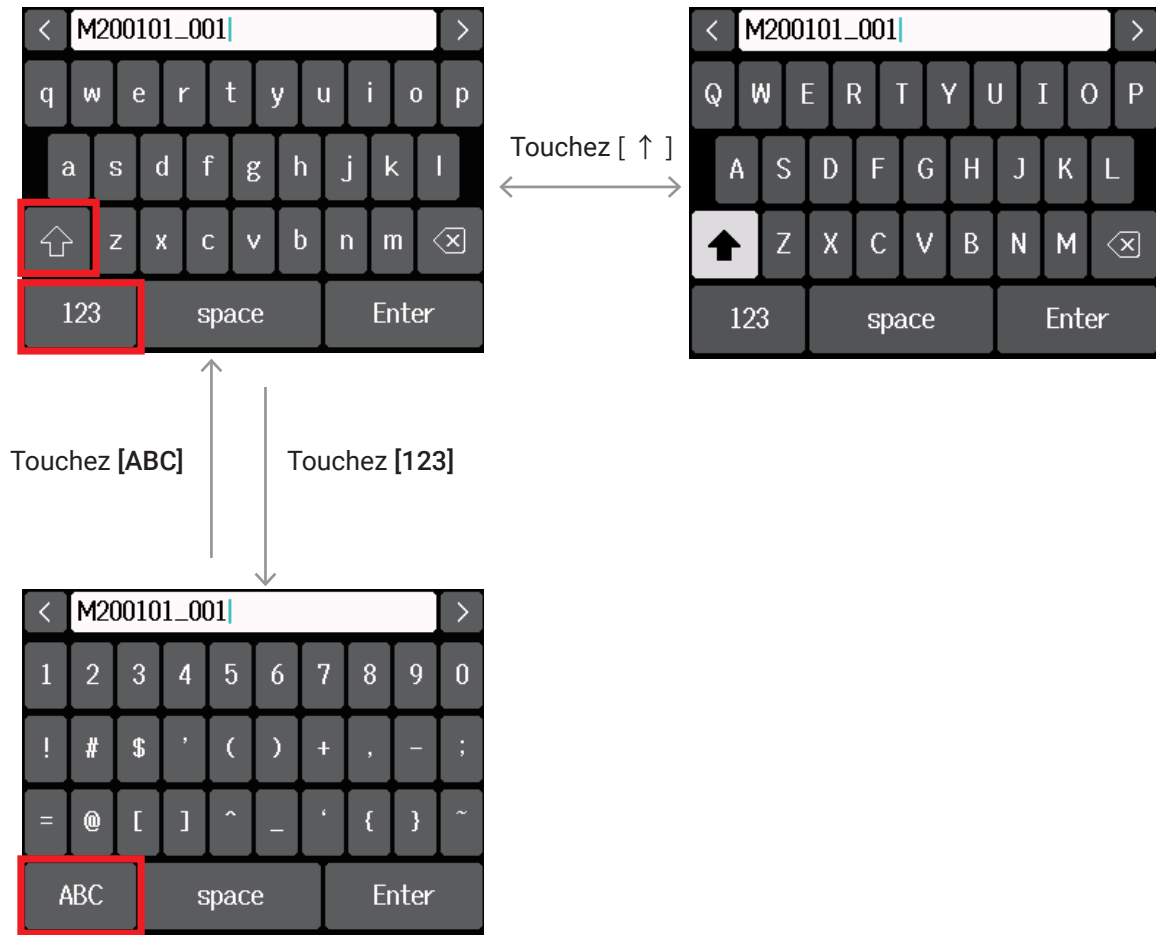 < M200101_001 >
q w e r t y u i o p
a s d f g h j k l
z x c v b n m
123 space Enter
Touchez [ ↑ ]
< M200101_001 >
Q W E R T Y U I O P
A S D F G H J K L
Z X C V B N M
123 space Enter
Touchez [ABC]
Touchez [123]
< M200101_001 >
1 2 3 4 5 6 7 8 9 0
! # $ ' ( ) + , - ;
= @ [ ] ^ _ ‘ { } ~
ABC space Enter